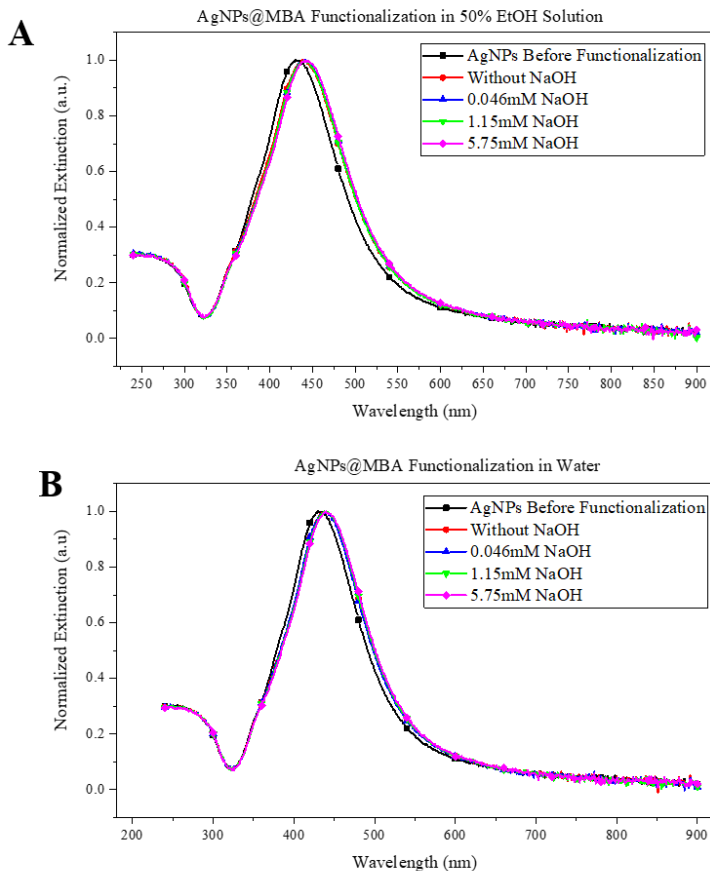 A
AgNPs@MBA Functionalization in 50% EtOH Solution
AgNPs Before Functionalization
Without NaOH
0.046mM NaOH
1.15mM NaOH
5.75mM NaOH
Normalized Extinction (a.u.)
1.0
0.8
0.6
0.4
0.2
0.0
250 300 350 400 450 500 550 600 650 700 750 800 850 900
Wavelength (nm)
B
AgNPs@MBA Functionalization in Water
AgNPs Before Functionalization
Without NaOH
0.046mM NaOH
1.15mM NaOH
5.75mM NaOH
Normalized Extinction (a.u)
1.0
0.8
0.6
0.4
0.2
0.0
200 300 400 500 600 700 800 900
Wavelength (nm)